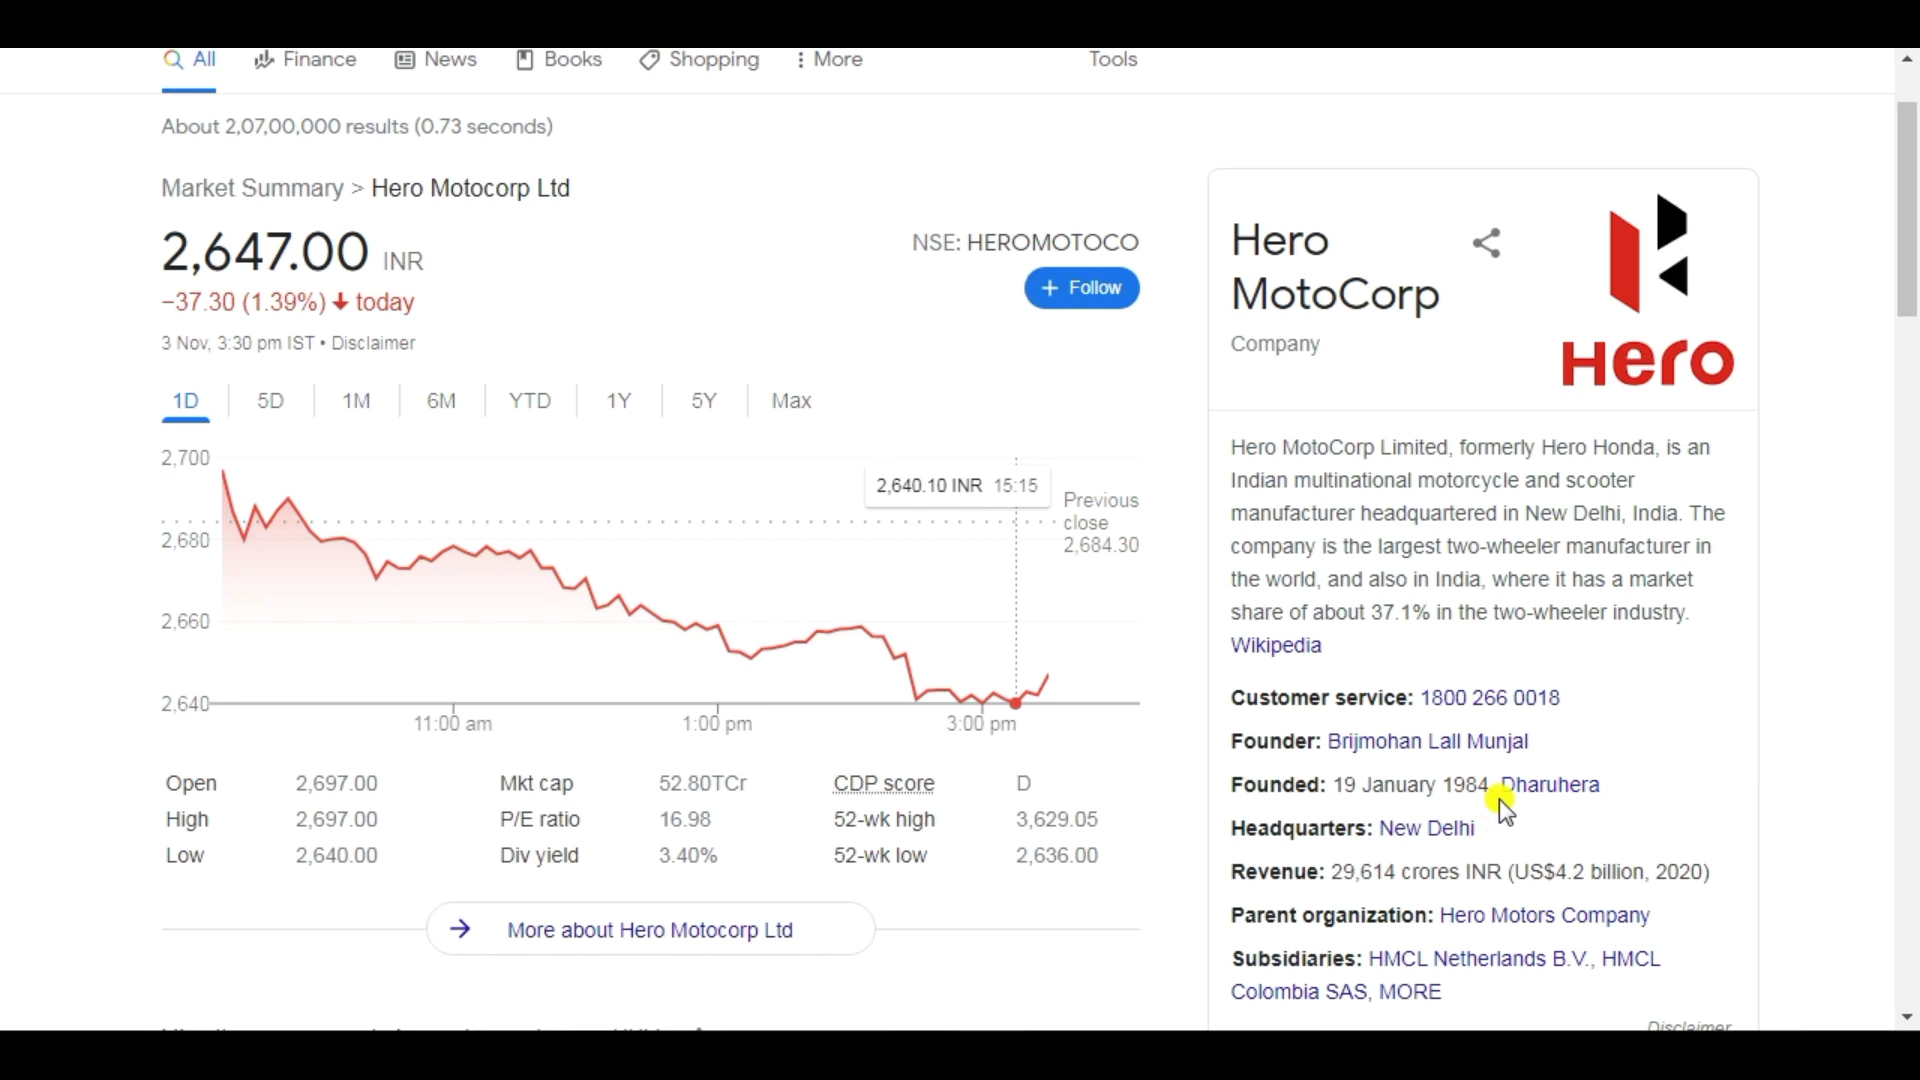 All Finance News Books Shopping More Tools
About 2,07,00,000 results (0.73 seconds)
Market Summary > Hero Motocorp Ltd
2,647.00 INR
−37.30 (1.39%) today
3 Nov, 3:30 pm IST • Disclaimer
NSE: HEROMOTOCO
+ Follow
1D 5D 1M 6M YTD 1Y 5Y Max
2,700
2,680
2,660
2,640
2,640.10 INR 15:15
Previous
close
2,684.30
11:00 am 1:00 pm 3:00 pm
Open 2,697.00 Mkt cap 52.80TCr CDP score D
High 2,697.00 P/E ratio 16.98 52-wk high 3,629.05
Low 2,640.00 Div yield 3.40% 52-wk low 2,636.00
More about Hero Motocorp Ltd
Hero
MotoCorp
Company
Hero
Hero MotoCorp Limited, formerly Hero Honda, is an
Indian multinational motorcycle and scooter
manufacturer headquartered in New Delhi, India. The
company is the largest two-wheeler manufacturer in
the world, and also in India, where it has a market
share of about 37.1% in the two-wheeler industry.
Wikipedia
Customer service: 1800 266 0018
Founder: Brijmohan Lall Munjal
Founded: 19 January 1984, Dharuhera
Headquarters: New Delhi
Revenue: 29,614 crores INR (US$4.2 billion, 2020)
Parent organization: Hero Motors Company
Subsidiaries: HMCL Netherlands B.V., HMCL
Colombia SAS, MORE
Disclaimer